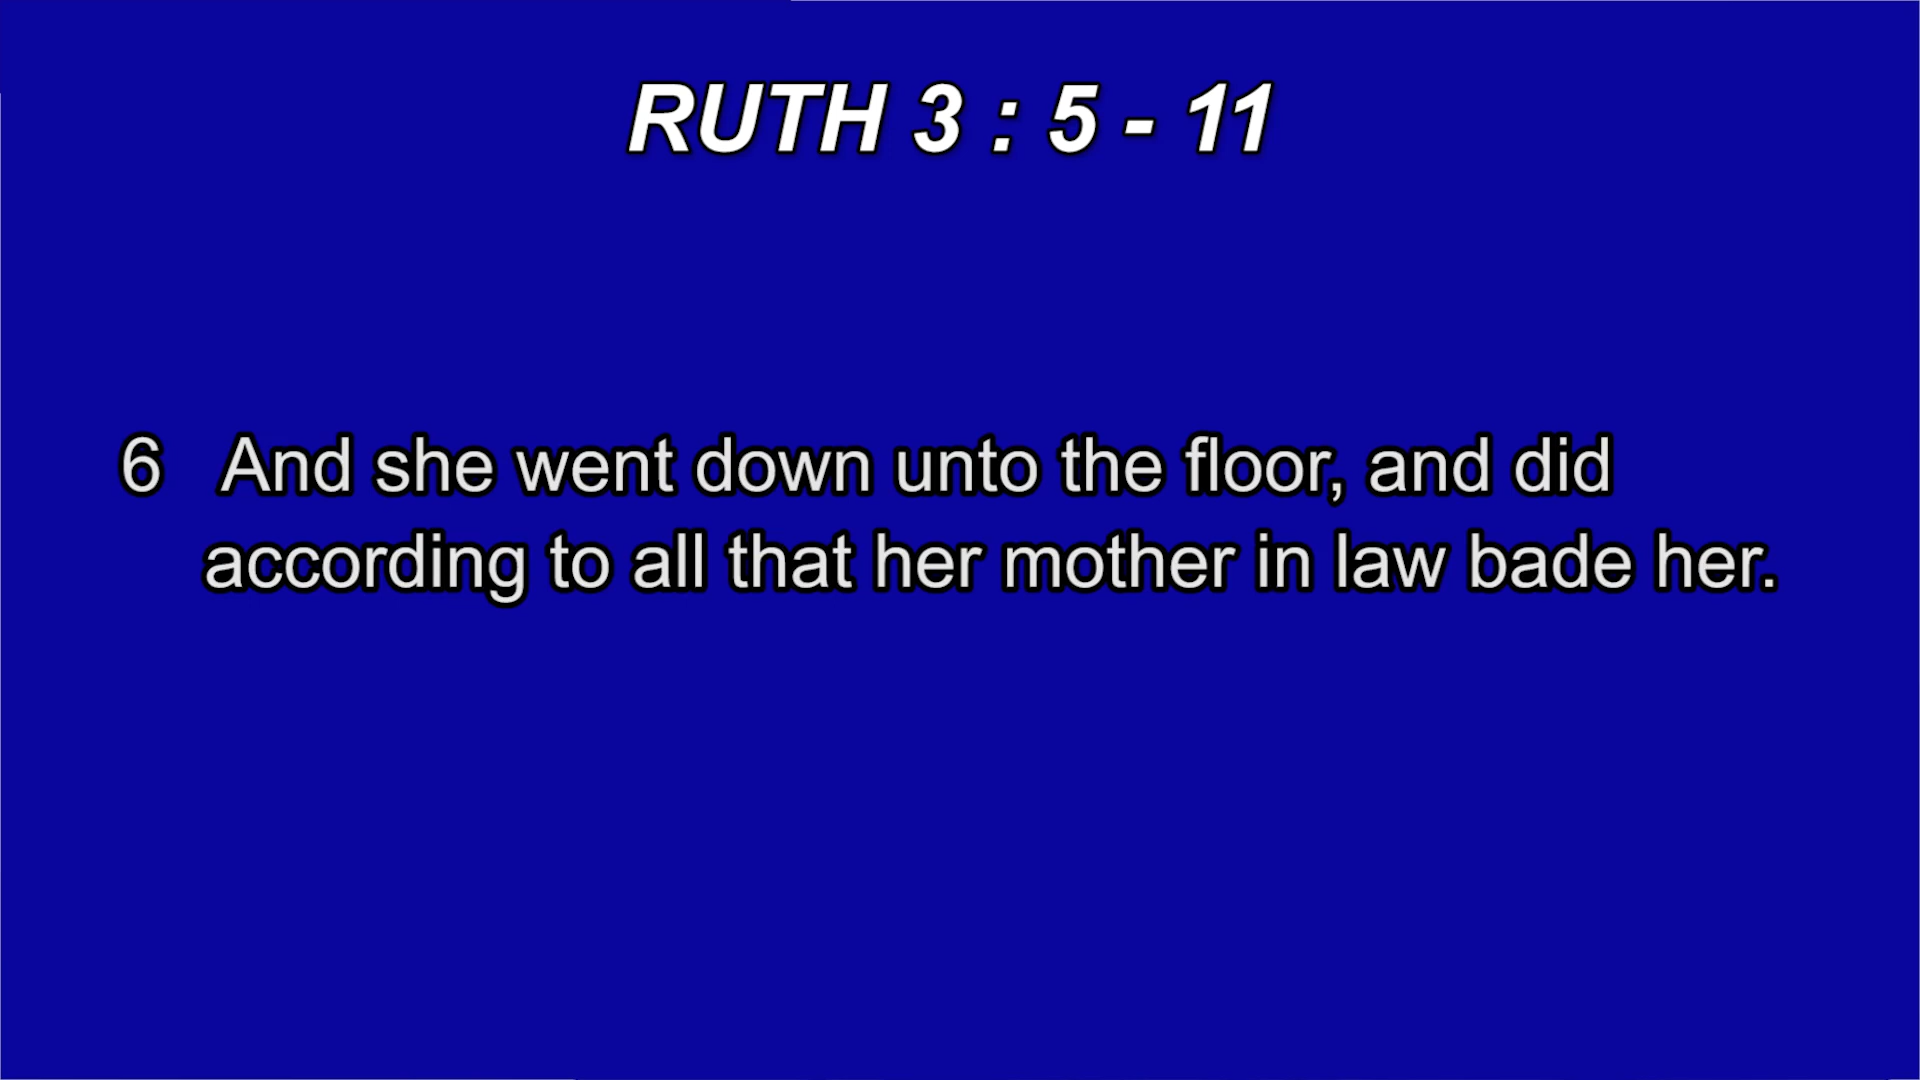 RUTH 3 : 5 - 11
6 And she went down unto the floor, and did
according to all that her mother in law bade her.